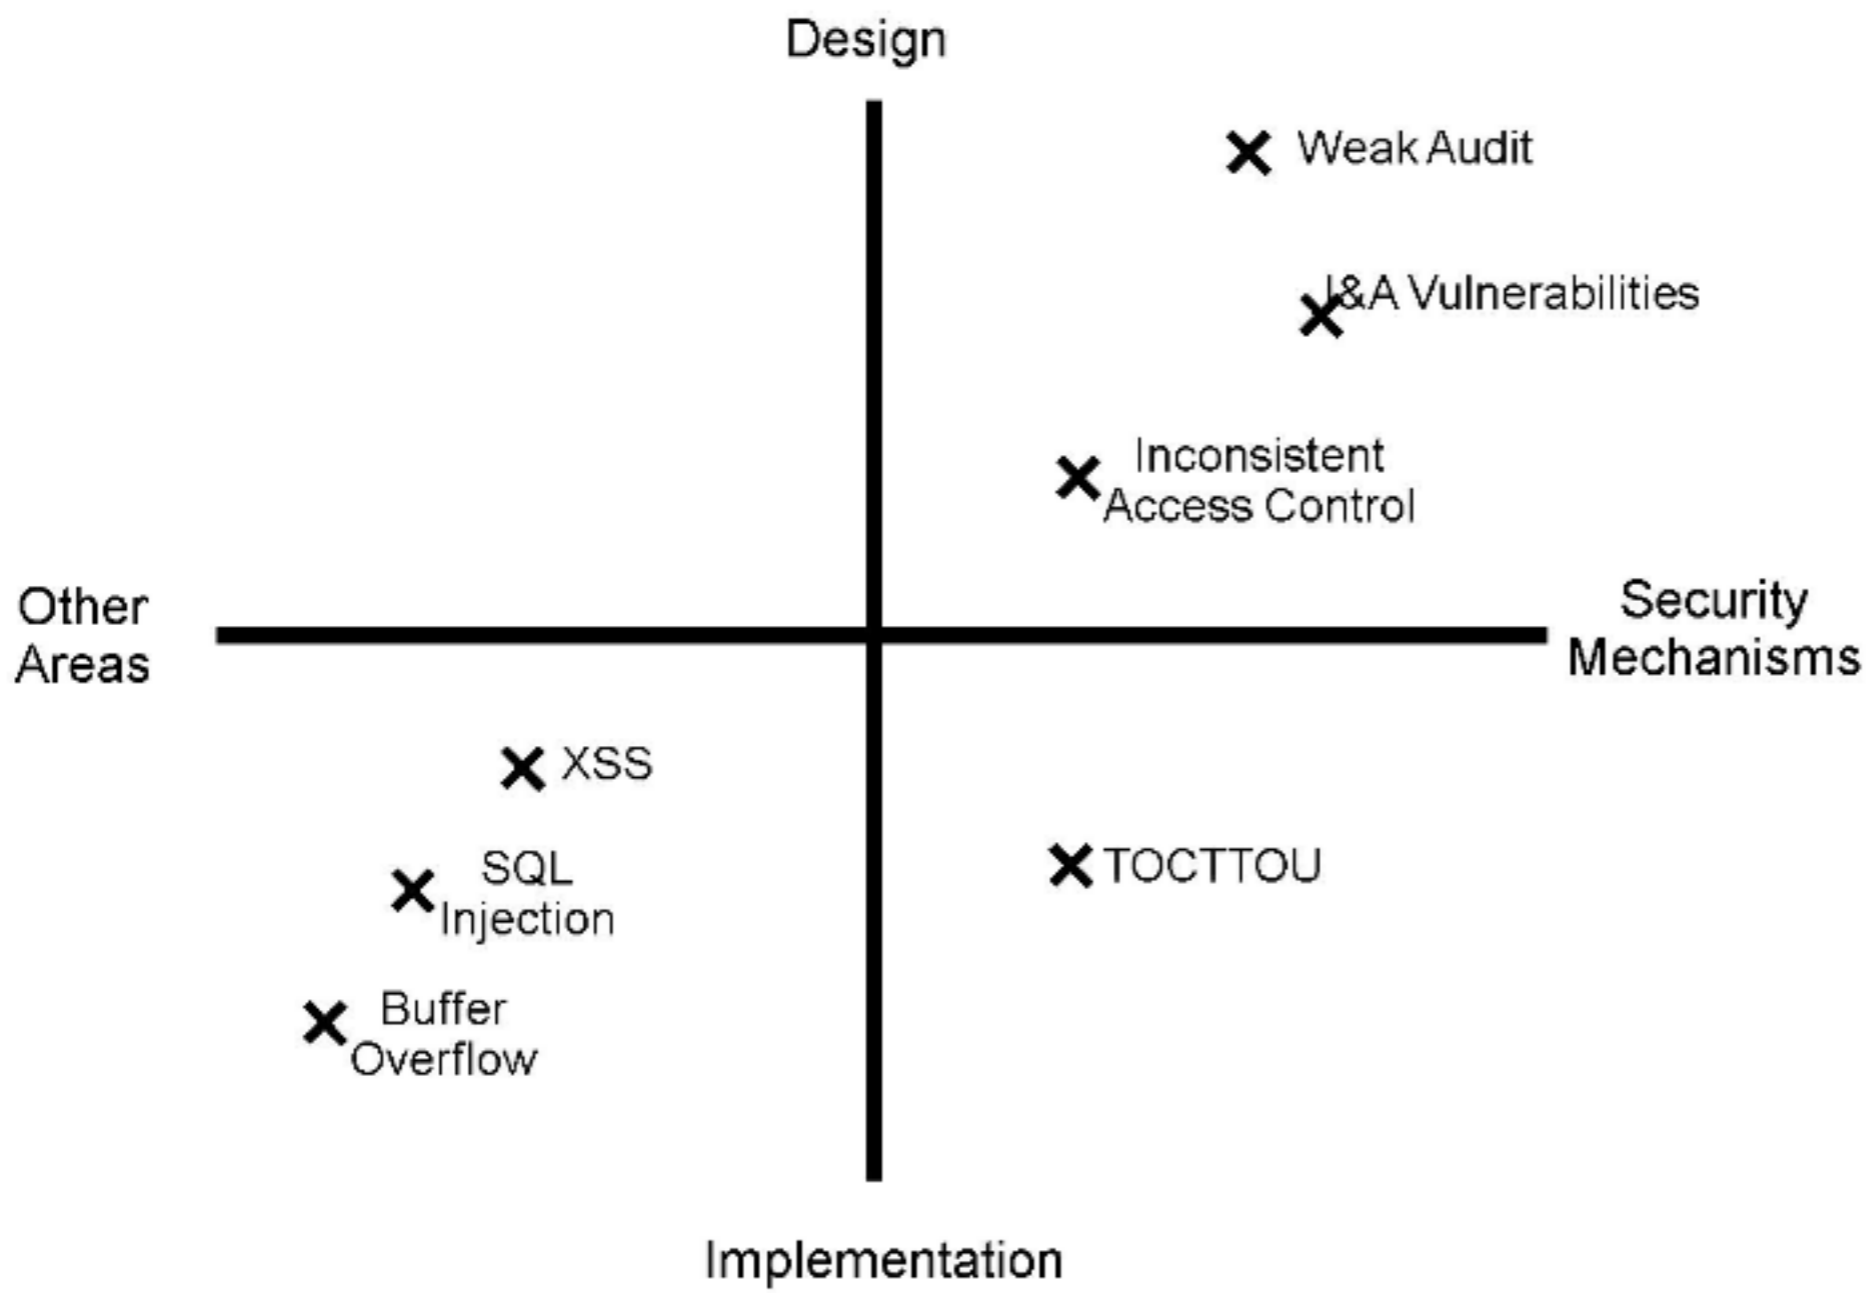 Design
Weak Audit
I&A Vulnerabilities
Inconsistent
Access Control
Other
Areas
Security
Mechanisms
XSS
SQL
Injection
TOCTTOU
Buffer
Overflow
Implementation